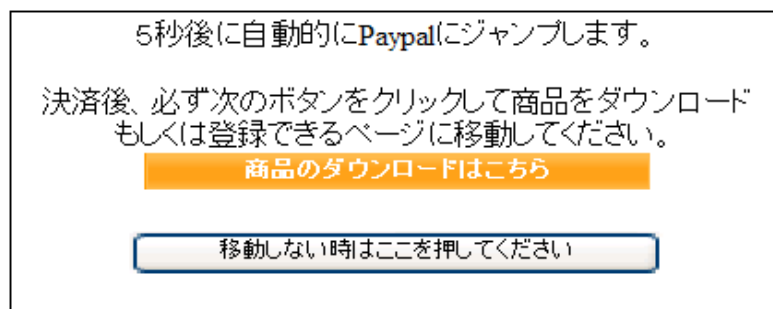 5秒後に自動的にPaypalにジャンプします。
決済後、必ず次のボタンをクリックして商品をダウンロード
もしくは登録できるページに移動してください。
商品のダウンロードはこちら
移動しない時はここを押してください